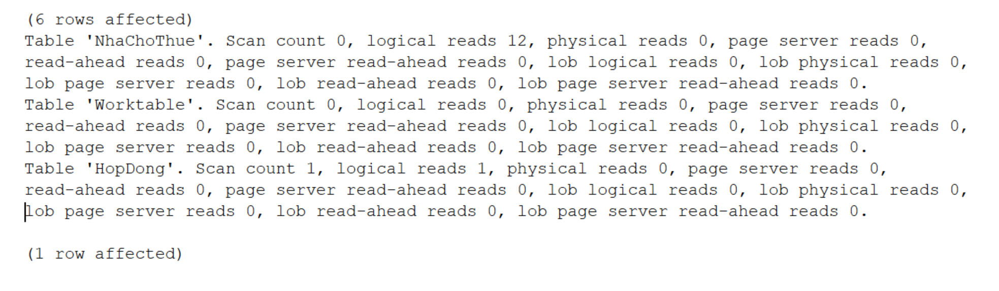 (6 rows affected)
Table 'NhaChoThue'. Scan count 0, logical reads 12, physical reads 0, page server reads 0,
read-ahead reads 0, page server read-ahead reads 0, lob logical reads 0, lob physical reads 0,
lob page server reads 0, lob read-ahead reads 0, lob page server read-ahead reads 0.
Table 'Worktable'. Scan count 0, logical reads 0, physical reads 0, page server reads 0,
read-ahead reads 0, page server read-ahead reads 0, lob logical reads 0, lob physical reads 0,
lob page server reads 0, lob read-ahead reads 0, lob page server read-ahead reads 0.
Table 'HopDong'. Scan count 1, logical reads 1, physical reads 0, page server reads 0,
read-ahead reads 0, page server read-ahead reads 0, lob logical reads 0, lob physical reads 0,
lob page server reads 0, lob read-ahead reads 0, lob page server read-ahead reads 0.
(1 row affected)